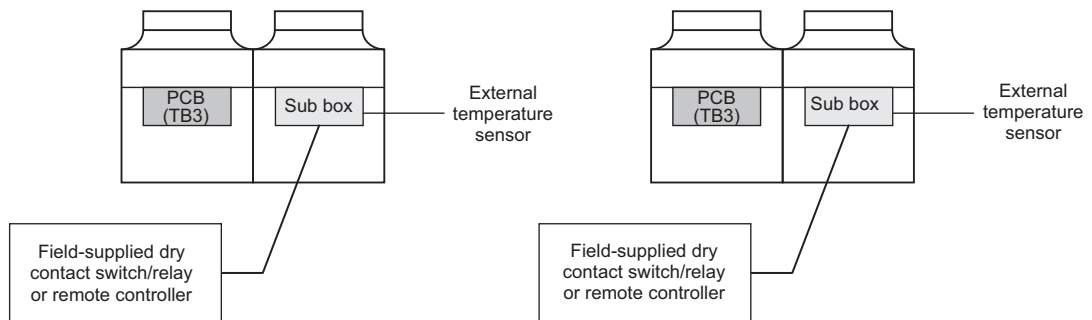 PCB
(TB3)
Sub box
External
temperature
sensor
Field-supplied dry
contact switch/relay
or remote controller
PCB
(TB3)
Sub box
External
temperature
sensor
Field-supplied dry
contact switch/relay
or remote controller